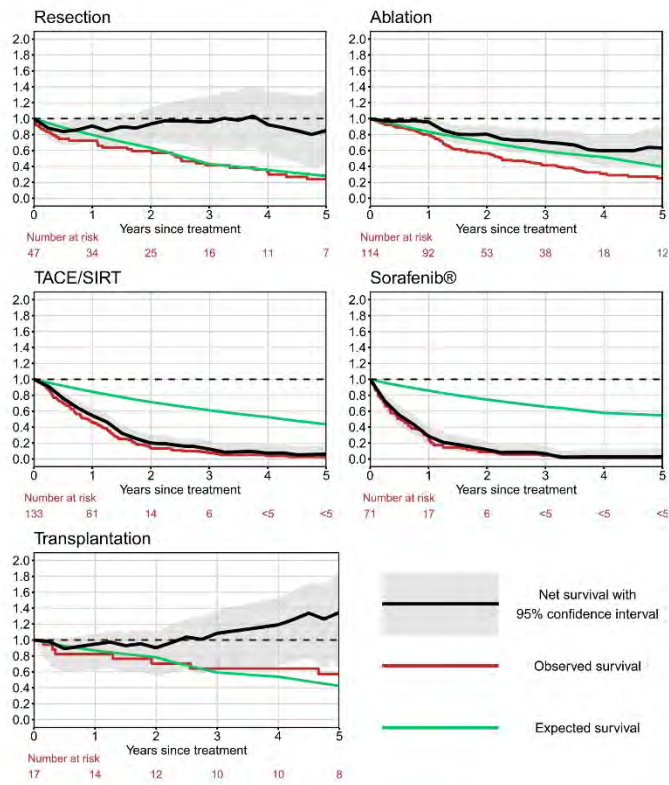 Resection
2.0
1.8
1.6
1.4
1.2
1.0
0.8
0.6
0.4
0.2
0.0
0 1 2 3 4 5
Years since treatment
Number at risk
47 34 25 16 11 7
Ablation
2.0
1.8
1.6
1.4
1.2
1.0
0.8
0.6
0.4
0.2
0.0
0 1 2 3 4 5
Years since treatment
Number at risk
114 92 53 38 18 12
TACE/SIRT
2.0
1.8
1.6
1.4
1.2
1.0
0.8
0.6
0.4
0.2
0.0
0 1 2 3 4 5
Years since treatment
Number at risk
133 61 14 6 <5 <5
Sorafenib®
2.0
1.8
1.6
1.4
1.2
1.0
0.8
0.6
0.4
0.2
0.0
0 1 2 3 4 5
Years since treatment
Number at risk
71 17 6 <5 <5 <5
Transplantation
2.0
1.8
1.6
1.4
1.2
1.0
0.8
0.6
0.4
0.2
0.0
0 1 2 3 4 5
Years since treatment
Number at risk
17 14 12 10 10 8
Net survival with
95% confidence interval
Observed survival
Expected survival